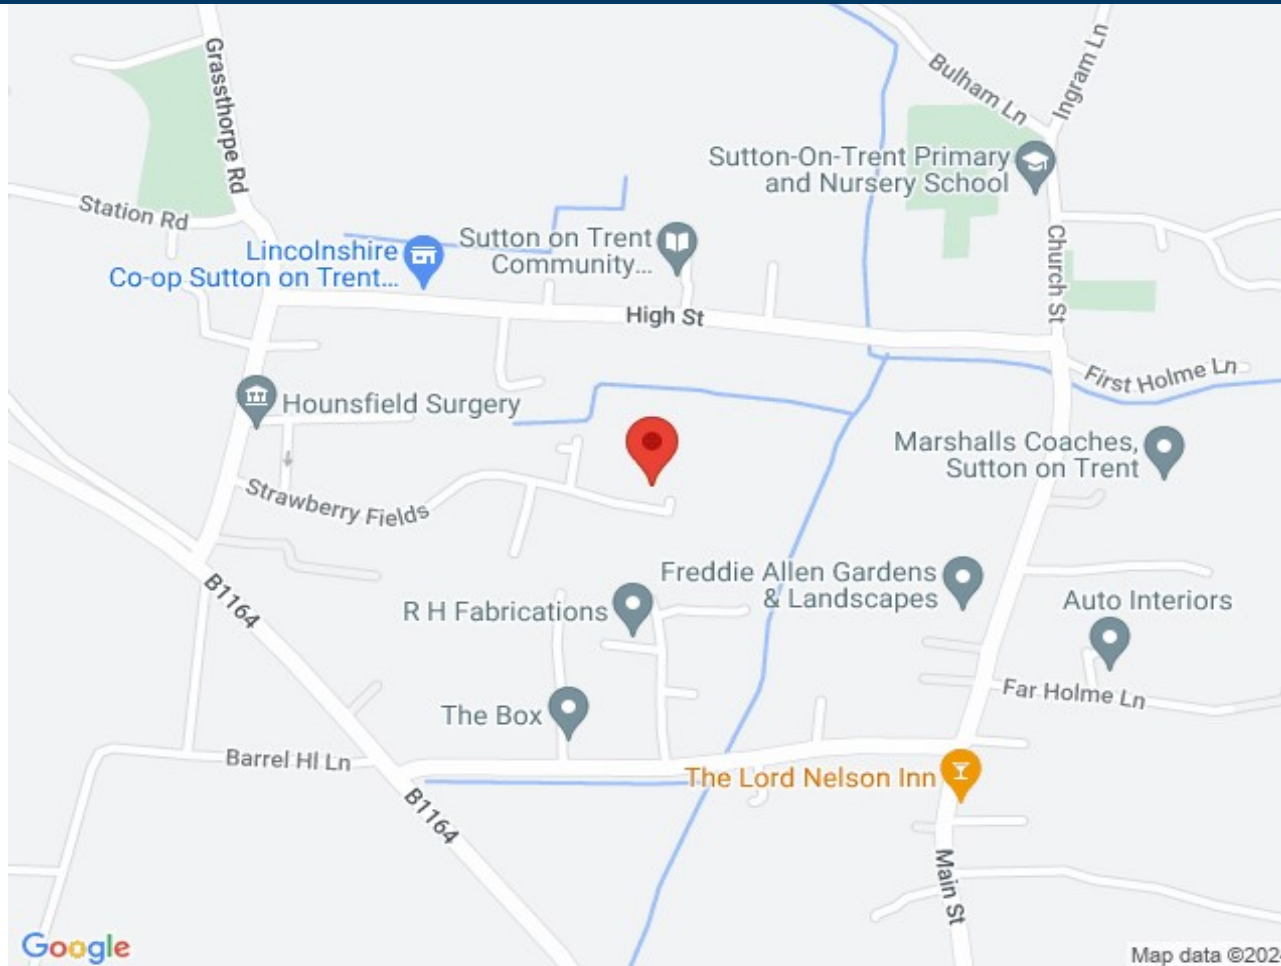 Grassthorpe Rd
Bulham Ln
Ingram Ln
Sutton-On-Trent Primary
and Nursery School
Station Rd
Lincolnshire
Co-op Sutton on Trent...
Sutton on Trent
Community...
Church St
High St
First Holme Ln
Hounsfield Surgery
Marshalls Coaches,
Sutton on Trent
Strawberry Fields
B1164
Freddie Allen Gardens
& Landscapes
R H Fabrications
Auto Interiors
Far Holme Ln
The Box
Barrel Hl Ln
The Lord Nelson Inn
B1164
Main St
Google
Map data ©202